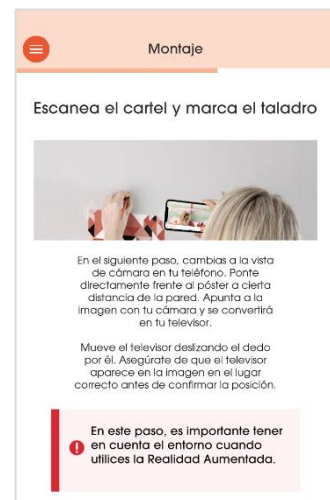 Montaje
Escanea el cartel y marca el taladro
En el siguiente paso, cambias a la vista
de cámara en tu teléfono. Ponte
directamente frente al póster a cierta
distancia de la pared. Apunta a la
imagen con tu cámara y se convertirá
en tu televisor.
Mueve el televisor deslizando el dedo
por él. Asegúrate de que el televisor
aparece en la imagen en el lugar
correcto antes de confirmar la posición.
En este paso, es importante tener
en cuenta el entorno cuando
utilices la Realidad Aumentada.